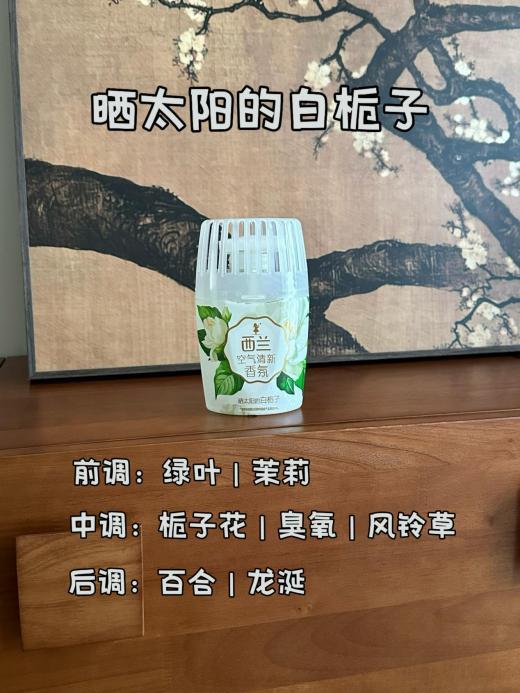 晒太阳的白栀子
西兰
空气清新
香氛
晒太阳的白栀子
前调：绿叶 | 茉莉
中调：栀子花 | 臭氧 | 风铃草
后调：百合 | 龙涎